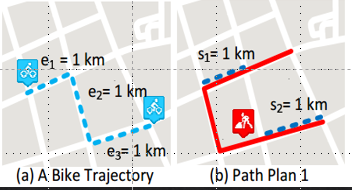 e1 = 1 km
e2= 1 km
e3= 1 km
(a) A Bike Trajectory
s1= 1 km
s2= 1 km
(b) Path Plan 1